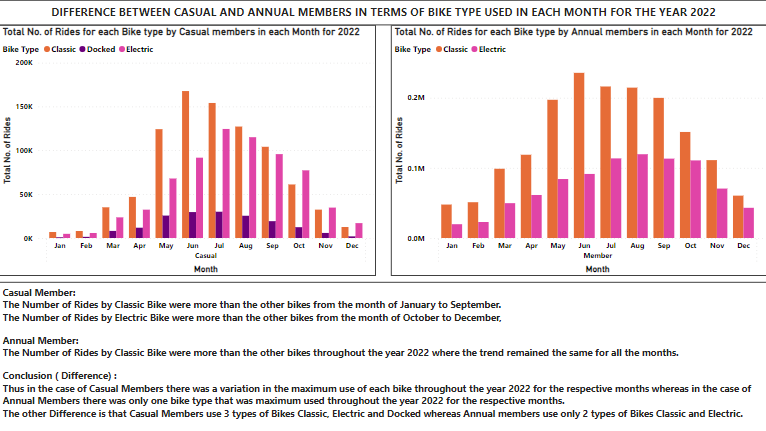 DIFFERENCE BETWEEN CASUAL AND ANNUAL MEMBERS IN TERMS OF BIKE TYPE USED IN EACH MONTH FOR THE YEAR 2022
Total No. of Rides for each Bike type by Casual members in each Month for 2022
Bike Type Classic Docked Electric
200K
150K
100K
50K
0K
Total No. of Rides
Jan Feb Mar Apr May Jun Jul Aug Sep Oct Nov Dec
Casual
Month
Total No. of Rides for each Bike type by Annual members in each Month for 2022
Bike Type Classic Electric
0.2M
0.1M
0.0M
Total No. of Rides
Jan Feb Mar Apr May Jun Jul Aug Sep Oct Nov Dec
Member
Month
Casual Member:
The Number of Rides by Classic Bike were more than the other bikes from the month of January to September.
The Number of Rides by Electric Bike were more than the other bikes from the month of October to December,
Annual Member:
The Number of Rides by Classic Bike were more than the other bikes throughout the year 2022 where the trend remained the same for all the months.
Conclusion ( Difference) :
Thus in the case of Casual Members there was a variation in the maximum use of each bike throughout the year 2022 for the respective months whereas in the case of
Annual Members there was only one bike type that was maximum used throughout the year 2022 for the respective months.
The other Difference is that Casual Members use 3 types of Bikes Classic, Electric and Docked whereas Annual members use only 2 types of Bikes Classic and Electric.